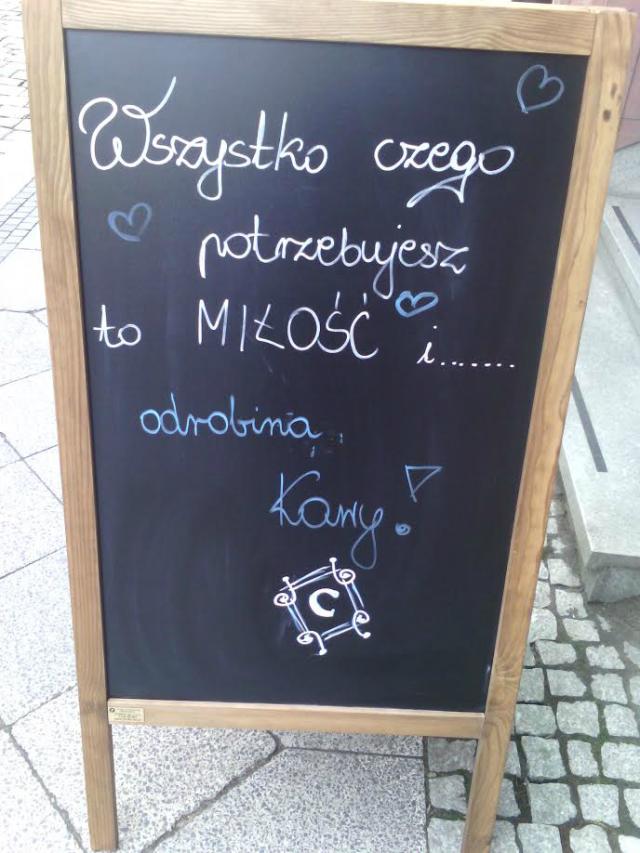 Wszystko czego
potrzebujesz
to MIŁOŚĆ i.......
odrobina
Kawy!
C